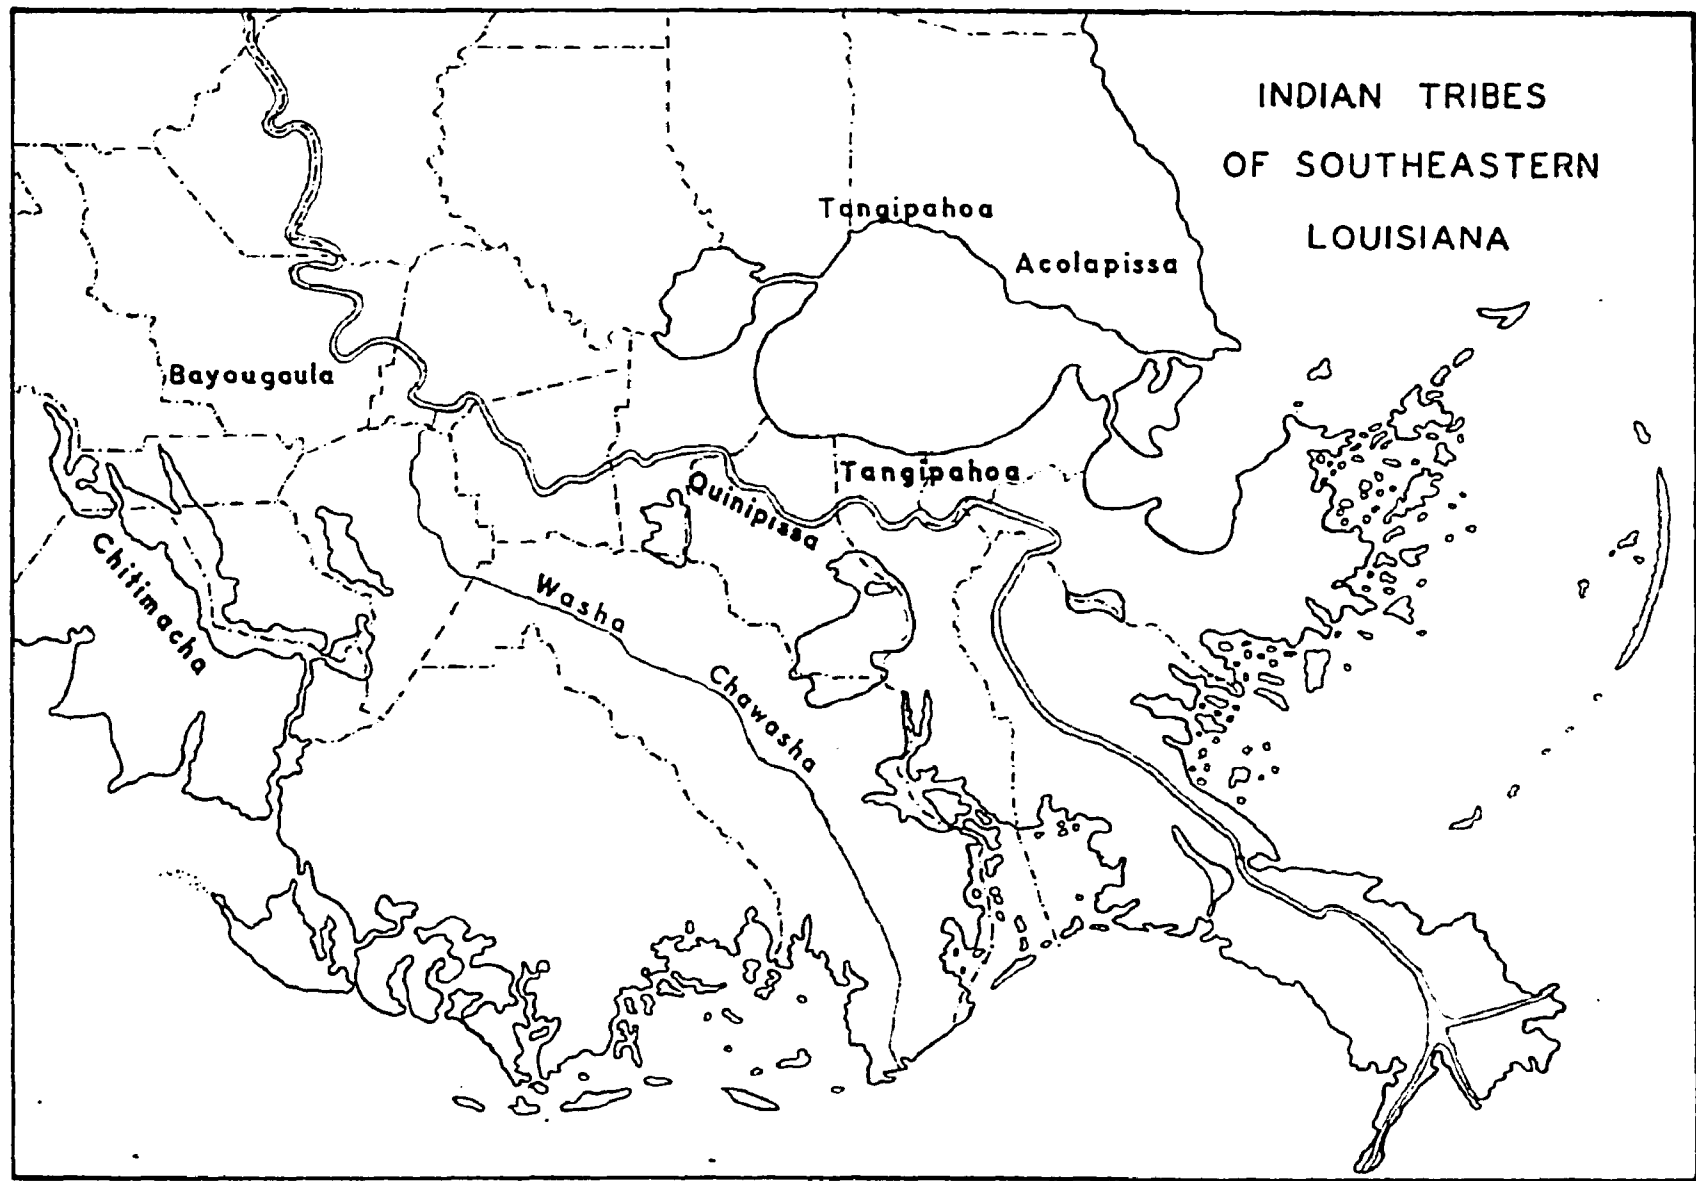 INDIAN TRIBES
OF SOUTHEASTERN
LOUISIANA
Tangipahoa
Acolapissa
Bayougoula
Tangipahoa
Quinipissa
Chitimacha
Washa
Chawasha